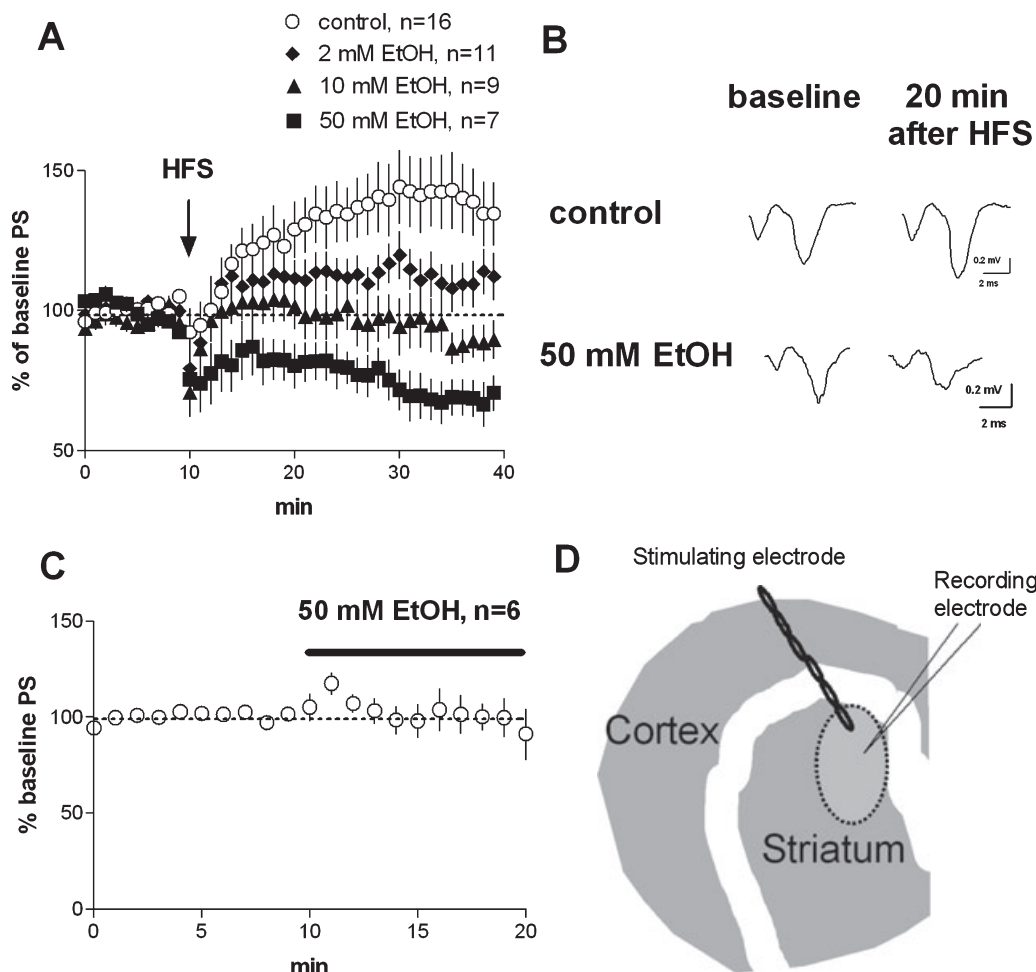 A
control, n=16
2 mM EtOH, n=11
10 mM EtOH, n=9
50 mM EtOH, n=7
HFS
% of baseline PS
150
100
50
0
10
20
30
40
min
B
baseline
20 min
after HFS
control
0.2 mV
2 ms
50 mM EtOH
0.2 mV
2 ms
C
50 mM EtOH, n=6
% baseline PS
150
100
50
0
0
5
10
15
20
min
D
Stimulating electrode
Recording
electrode
Cortex
Striatum